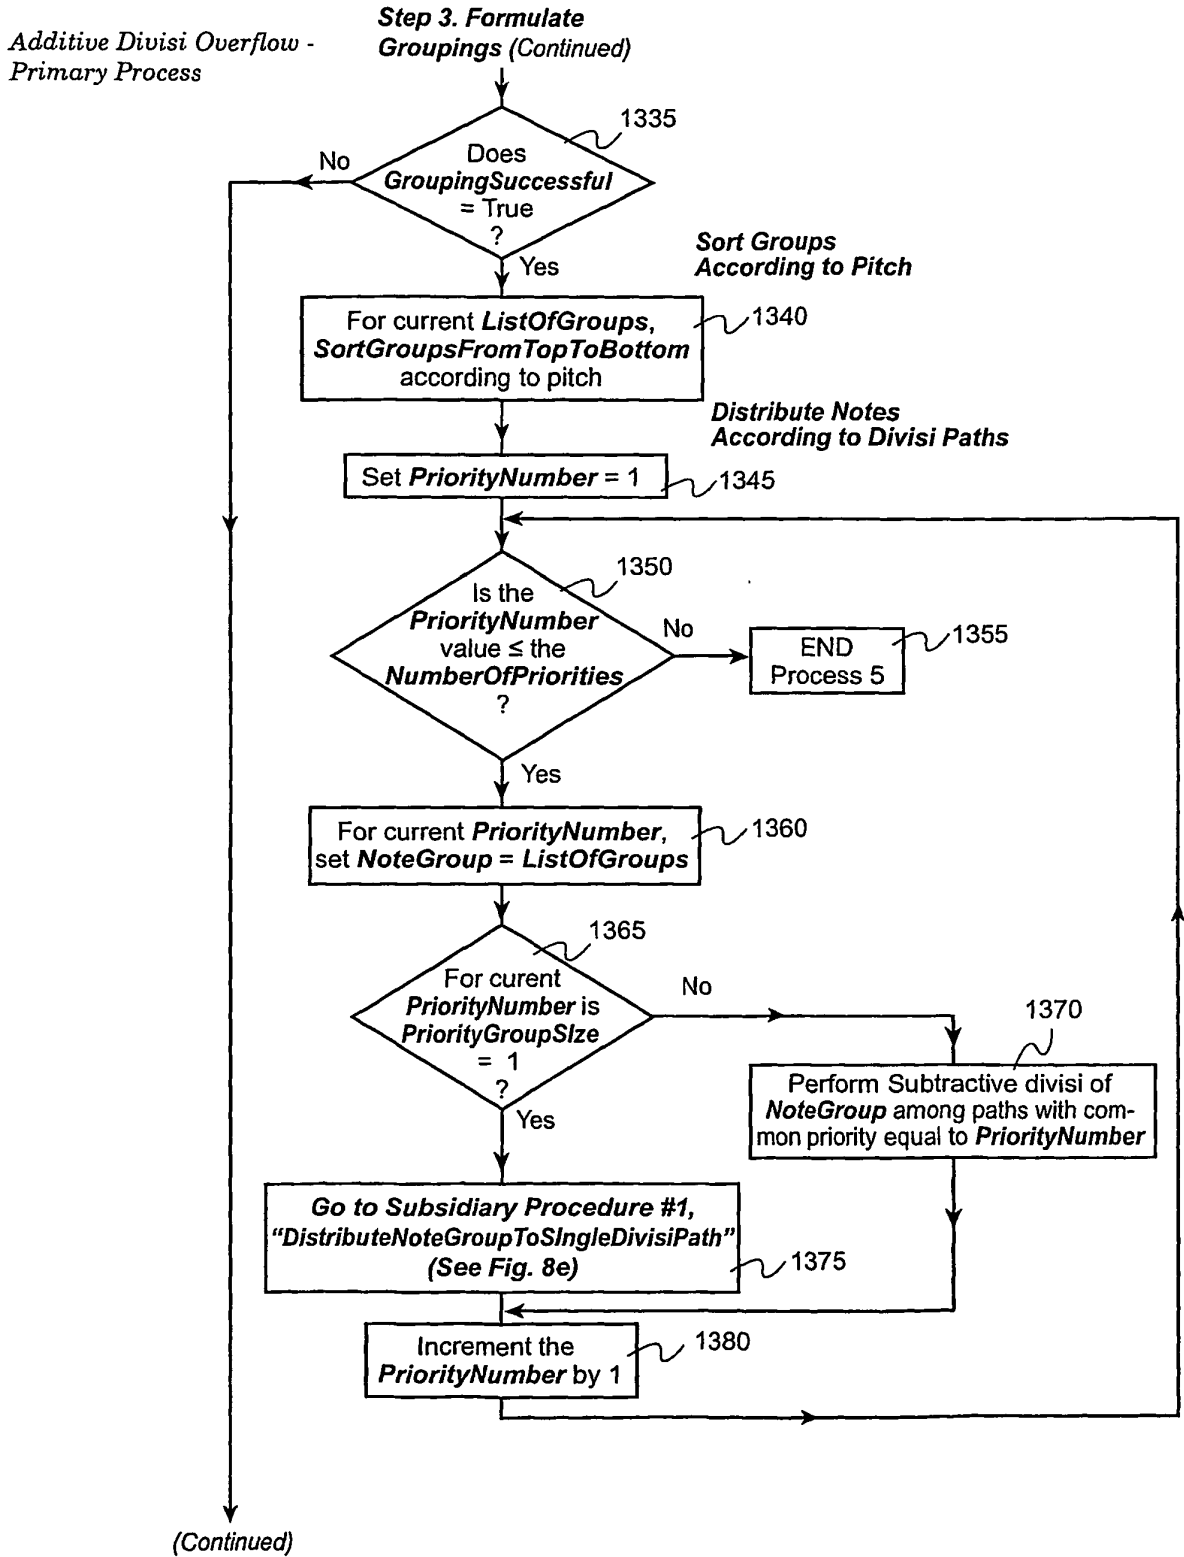 Additive Divisi Overflow -
Primary Process
Step 3. Formulate
Groupings (Continued)
1335
No
Does
GroupingSuccessful
= True
?
Yes
Sort Groups
According to Pitch
1340
For current ListOfGroups,
SortGroupsFromTopToBottom
according to pitch
Distribute Notes
According to Divisi Paths
Set PriorityNumber = 1
1345
1350
Is the
PriorityNumber
value ≤ the
NumberOfPriorities
?
No
END
Process 5
1355
Yes
For current PriorityNumber,
set NoteGroup = ListOfGroups
1360
1365
For curent
PriorityNumber is
PriorityGroupSIze
= 1
?
No
1370
Perform Subtractive divisi of
NoteGroup among paths with com-
mon priority equal to PriorityNumber
Yes
Go to Subsidiary Procedure #1,
“DistributeNoteGroupToSIngleDivisiPath”
(See Fig. 8e)
1375
Increment the
PriorityNumber by 1
1380
(Continued)